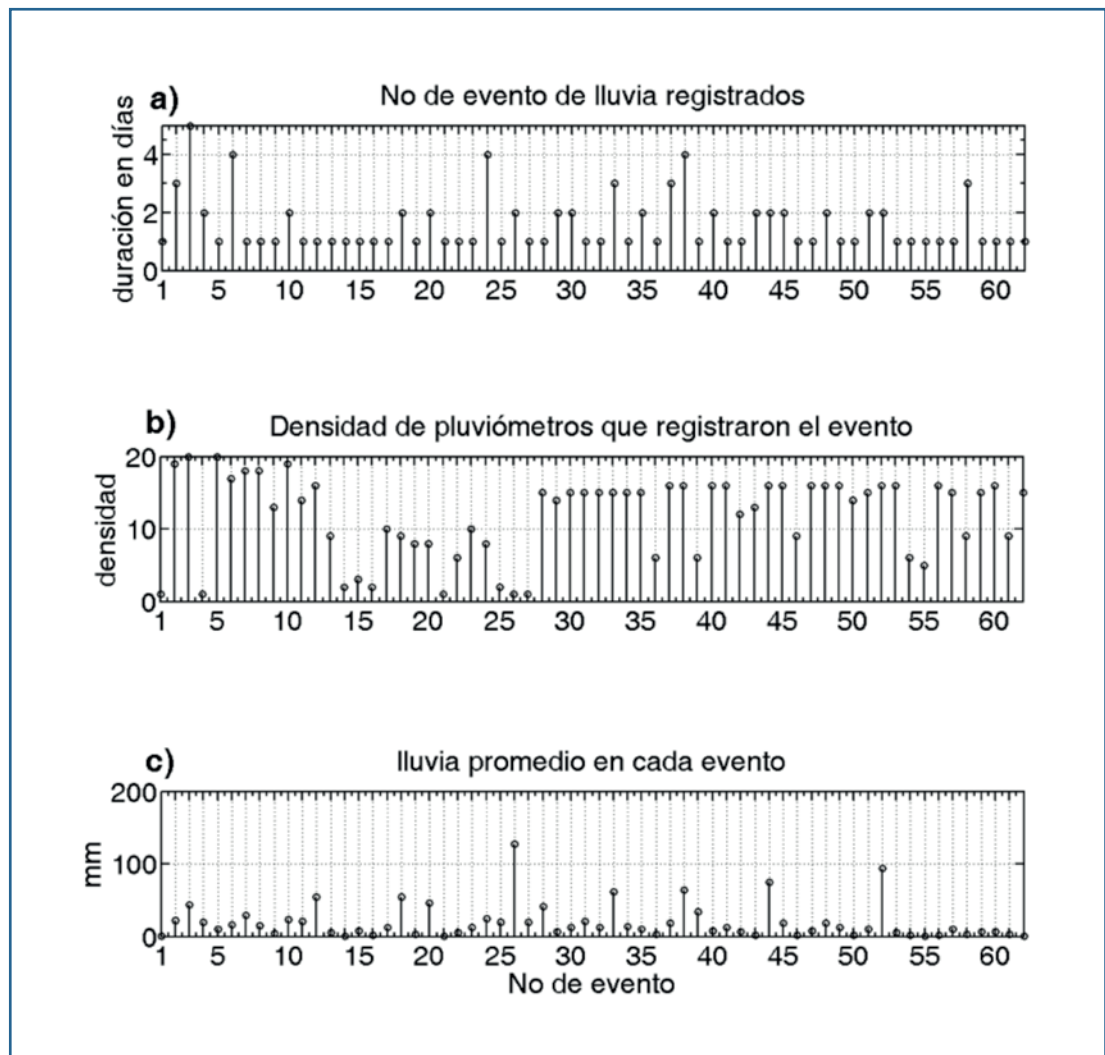 a) No de evento de lluvia registrados
duración en días
4
2
0
1 5 10 15 20 25 30 35 40 45 50 55 60
b) Densidad de pluviómetros que registraron el evento
densidad
20
10
0
1 5 10 15 20 25 30 35 40 45 50 55 60
c) lluvia promedio en cada evento
mm
200
100
0
1 5 10 15 20 25 30 35 40 45 50 55 60
No de evento